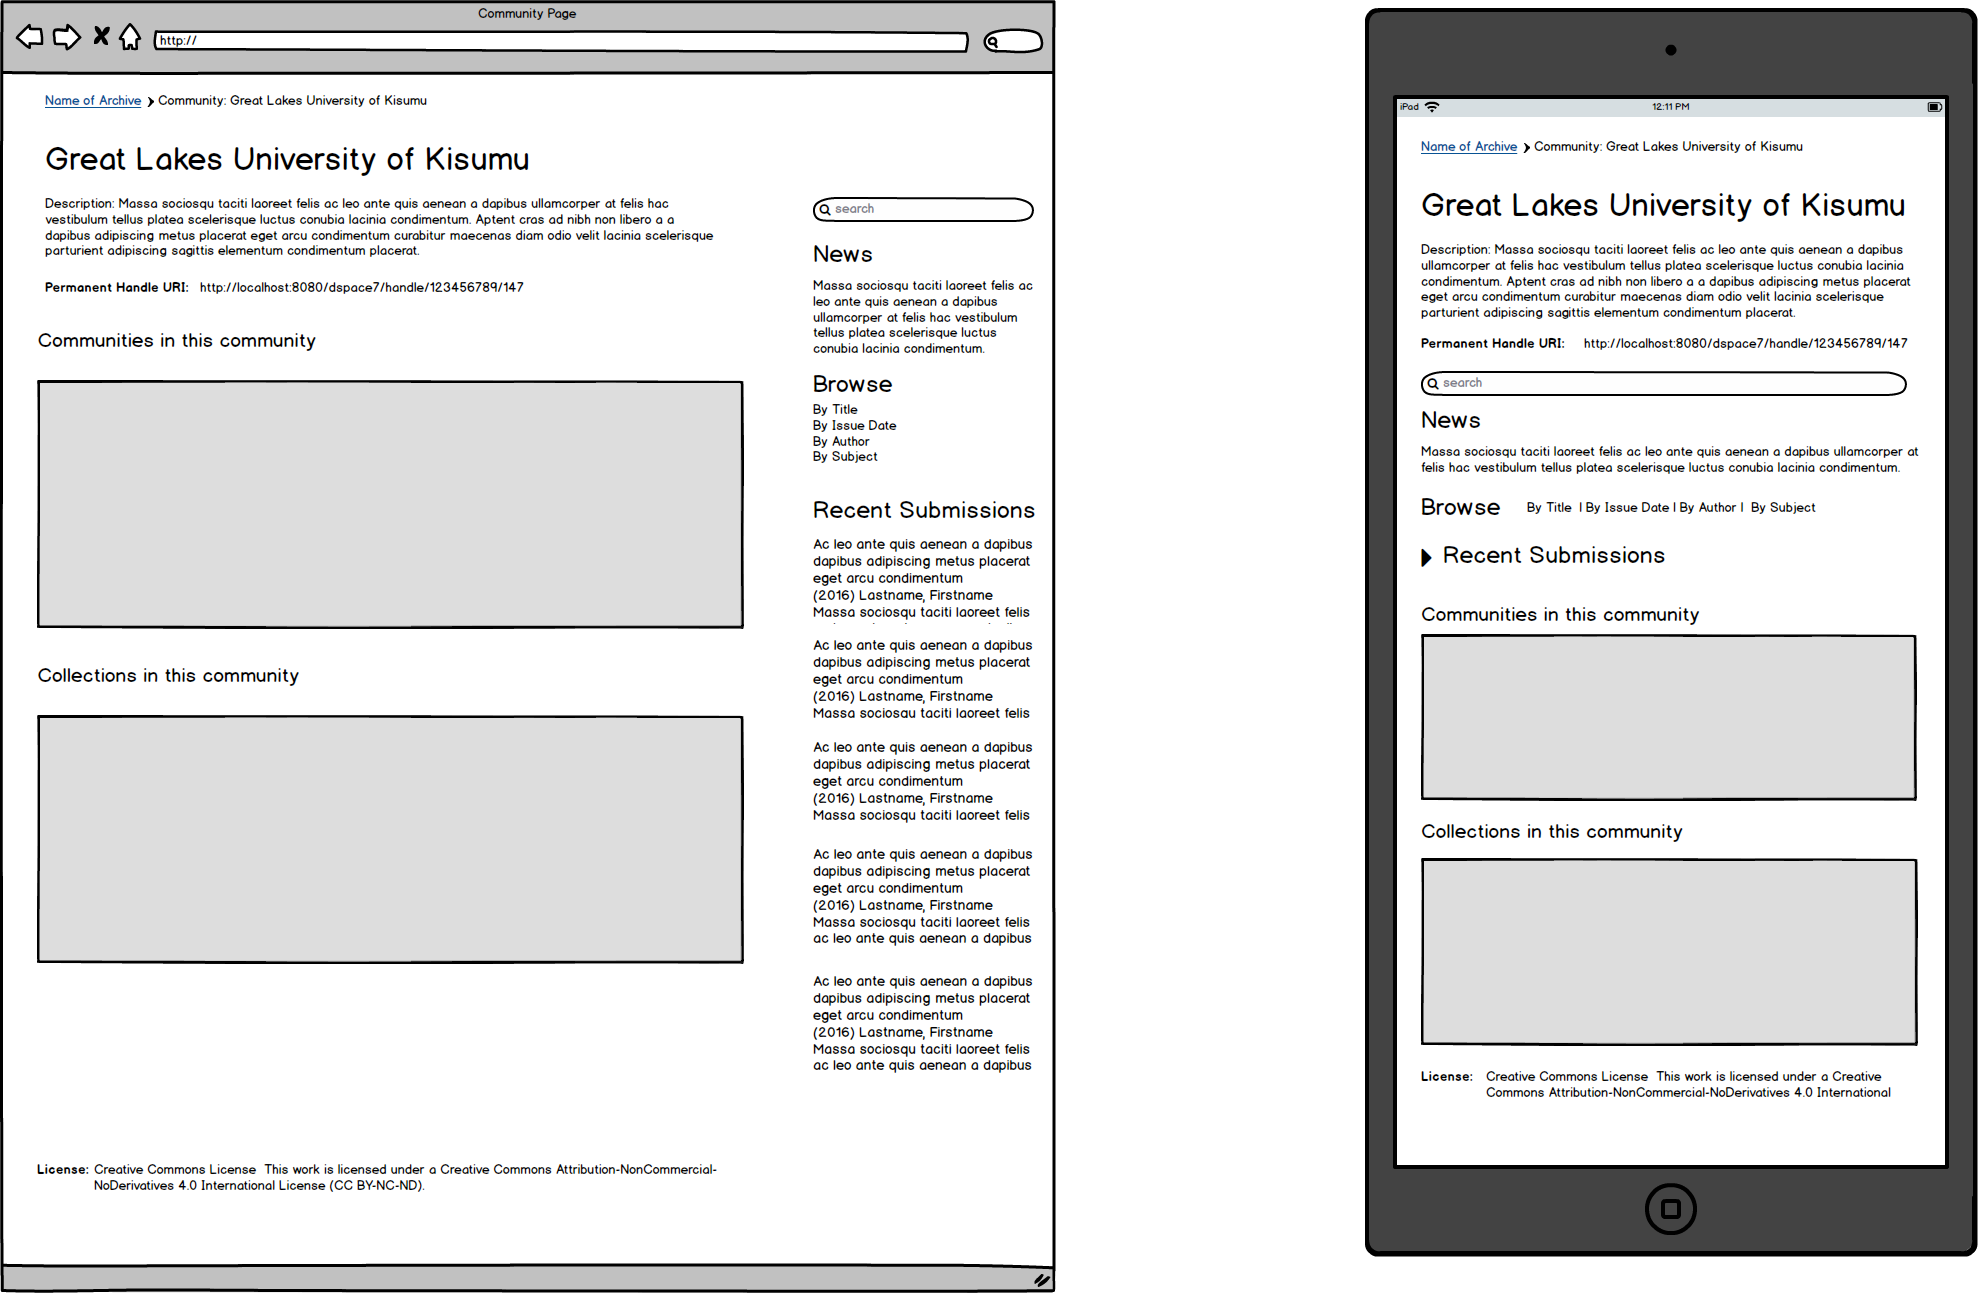 Community Page
http://
Name of Archive › Community: Great Lakes University of Kisumu
Great Lakes University of Kisumu
Description: Massa sociosqu taciti laoreet felis ac leo ante quis aenean a dapibus ullamcorper at felis hac
vestibulum tellus platea scelerisque luctus conubia lacinia condimentum. Aptent cras ad nibh non libero a a
dapibus adipiscing metus placerat eget arcu condimentum curabitur maecenas diam odio velit lacinia scelerisque
parturient adipiscing sagittis elementum condimentum placerat.
Permanent Handle URI: http://localhost:8080/dspace7/handle/123456789/147
Communities in this community
Collections in this community
search
News
Massa sociosqu taciti laoreet felis ac
leo ante quis aenean a dapibus
ullamcorper at felis hac vestibulum
tellus platea scelerisque luctus
conubia lacinia condimentum.
Browse
By Title
By Issue Date
By Author
By Subject
Recent Submissions
Ac leo ante quis aenean a dapibus
dapibus adipiscing metus placerat
eget arcu condimentum
(2016) Lastname, Firstname
Massa sociosqu taciti laoreet felis
Ac leo ante quis aenean a dapibus
dapibus adipiscing metus placerat
eget arcu condimentum
(2016) Lastname, Firstname
Massa sociosqu taciti laoreet felis
Ac leo ante quis aenean a dapibus
dapibus adipiscing metus placerat
eget arcu condimentum
(2016) Lastname, Firstname
Massa sociosqu taciti laoreet felis
Ac leo ante quis aenean a dapibus
dapibus adipiscing metus placerat
eget arcu condimentum
(2016) Lastname, Firstname
Massa sociosqu taciti laoreet felis
ac leo ante quis aenean a dapibus
Ac leo ante quis aenean a dapibus
dapibus adipiscing metus placerat
eget arcu condimentum
(2016) Lastname, Firstname
Massa sociosqu taciti laoreet felis
ac leo ante quis aenean a dapibus
License: Creative Commons License This work is licensed under a Creative Commons Attribution-NonCommercial-
NoDerivatives 4.0 International License (CC BY-NC-ND).
iPad 12:11 PM
Name of Archive › Community: Great Lakes University of Kisumu
Great Lakes University of Kisumu
Description: Massa sociosqu taciti laoreet felis ac leo ante quis aenean a dapibus
ullamcorper at felis hac vestibulum tellus platea scelerisque luctus conubia lacinia
condimentum. Aptent cras ad nibh non libero a a dapibus adipiscing metus placerat
eget arcu condimentum curabitur maecenas diam odio velit lacinia scelerisque
parturient adipiscing sagittis elementum condimentum placerat.
Permanent Handle URI: http://localhost:8080/dspace7/handle/123456789/147
search
News
Massa sociosqu taciti laoreet felis ac leo ante quis aenean a dapibus ullamcorper at
felis hac vestibulum tellus platea scelerisque luctus conubia lacinia condimentum.
Browse By Title | By Issue Date | By Author | By Subject
Recent Submissions
Communities in this community
Collections in this community
License: Creative Commons License This work is licensed under a Creative
Commons Attribution-NonCommercial-NoDerivatives 4.0 International